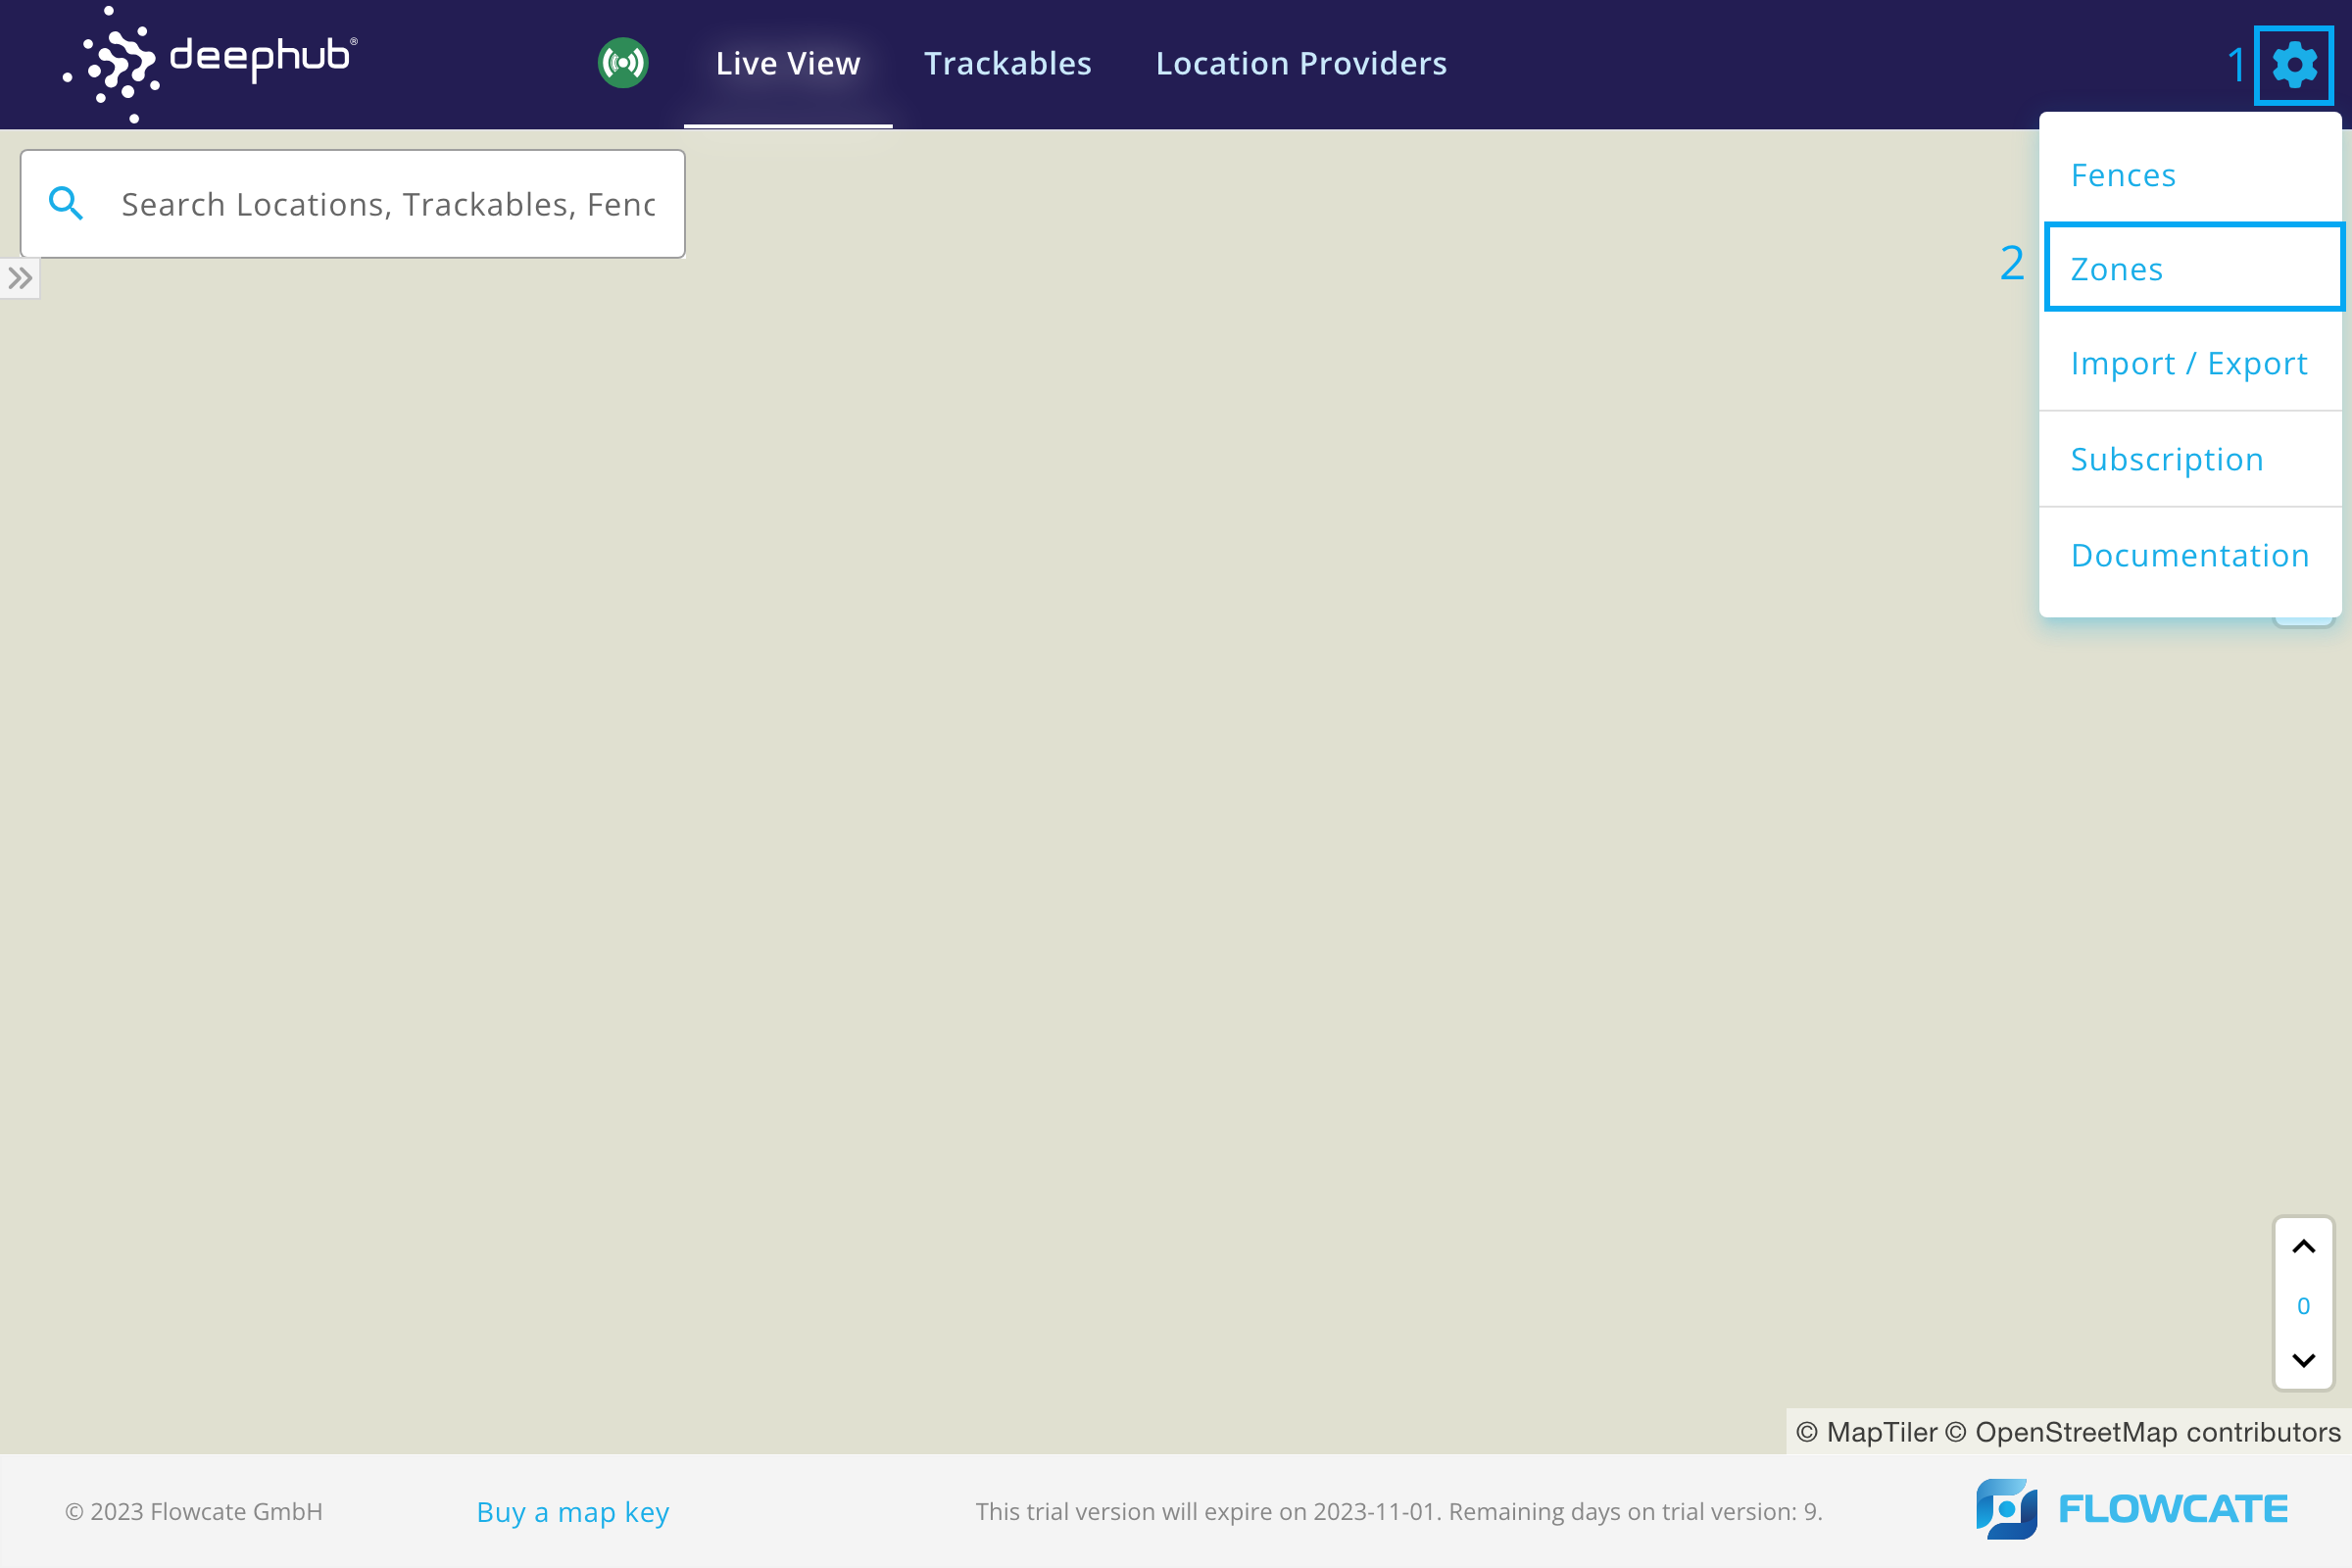 deephub®
Live View
Trackables
Location Providers
1
Search Locations, Trackables, Fenc
Fences
2
Zones
Import / Export
Subscription
Documentation
0
© MapTiler © OpenStreetMap contributors
© 2023 Flowcate GmbH
Buy a map key
This trial version will expire on 2023-11-01. Remaining days on trial version: 9.
FLOWCATE